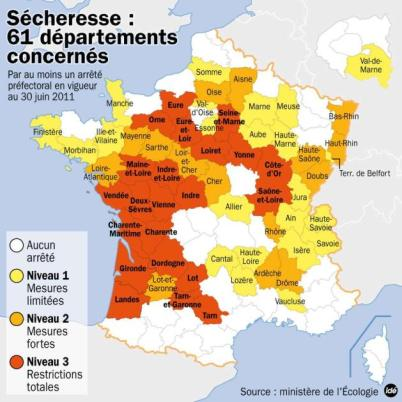 Sécheresse :
61 départements
concernés
Par au moins un arrêté
préfectoral en vigueur
au 30 juin 2011
Val-de-
Marne
Somme
Aisne
Oise
Manche
Eure
Val-
d'Oise
Seine-
et-Marne
Marne
Meuse
Bas-Rhin
Orne
Eure-
et-Loir
Essonne
Aube
Haute-
Marne
Finistère
Ille-et-
Vilaine
Mayenne
Sarthe
Loiret
Yonne
Haute-
Saône
Haut-Rhin
Morbihan
Loir-
et-
Cher
Côte-
d'Or
Doubs
Terr. de Belfort
Loire-
Atlantique
Maine-
et-Loire
Indre-
et-Loire
Cher
Saône-
et-Loire
Jura
Vendée
Deux-
Sèvres
Vienne
Indre
Allier
Ain
Haute-
Savoie
Charente-
Maritime
Charente
Rhône
Isère
Savoie
Dordogne
Cantal
Haute-
Loire
Gironde
Lot
Ardèche
Drôme
Lot-et-
Garonne
Lozère
Landes
Tarn-
et-Garonne
Vaucluse
Tarn
Aucun
arrêté
Niveau 1
Mesures
limitées
Niveau 2
Mesures
fortes
Niveau 3
Restrictions
totales
Source : ministère de l'Écologie
idé